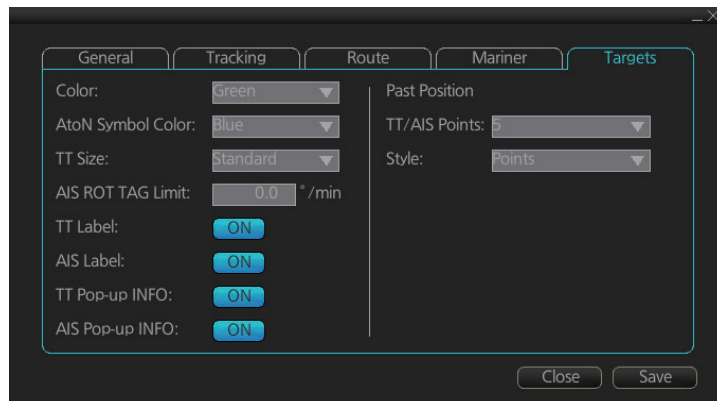 General
Tracking
Route
Mariner
Targets
Color:
Green
AtoN Symbol Color:
Blue
TT Size:
Standard
AIS ROT TAG Limit:
0.0 °/min
TT Label:
ON
AIS Label:
ON
TT Pop-up INFO:
ON
AIS Pop-up INFO:
ON
Past Position
TT/AIS Points:
5
Style:
Points
Close
Save